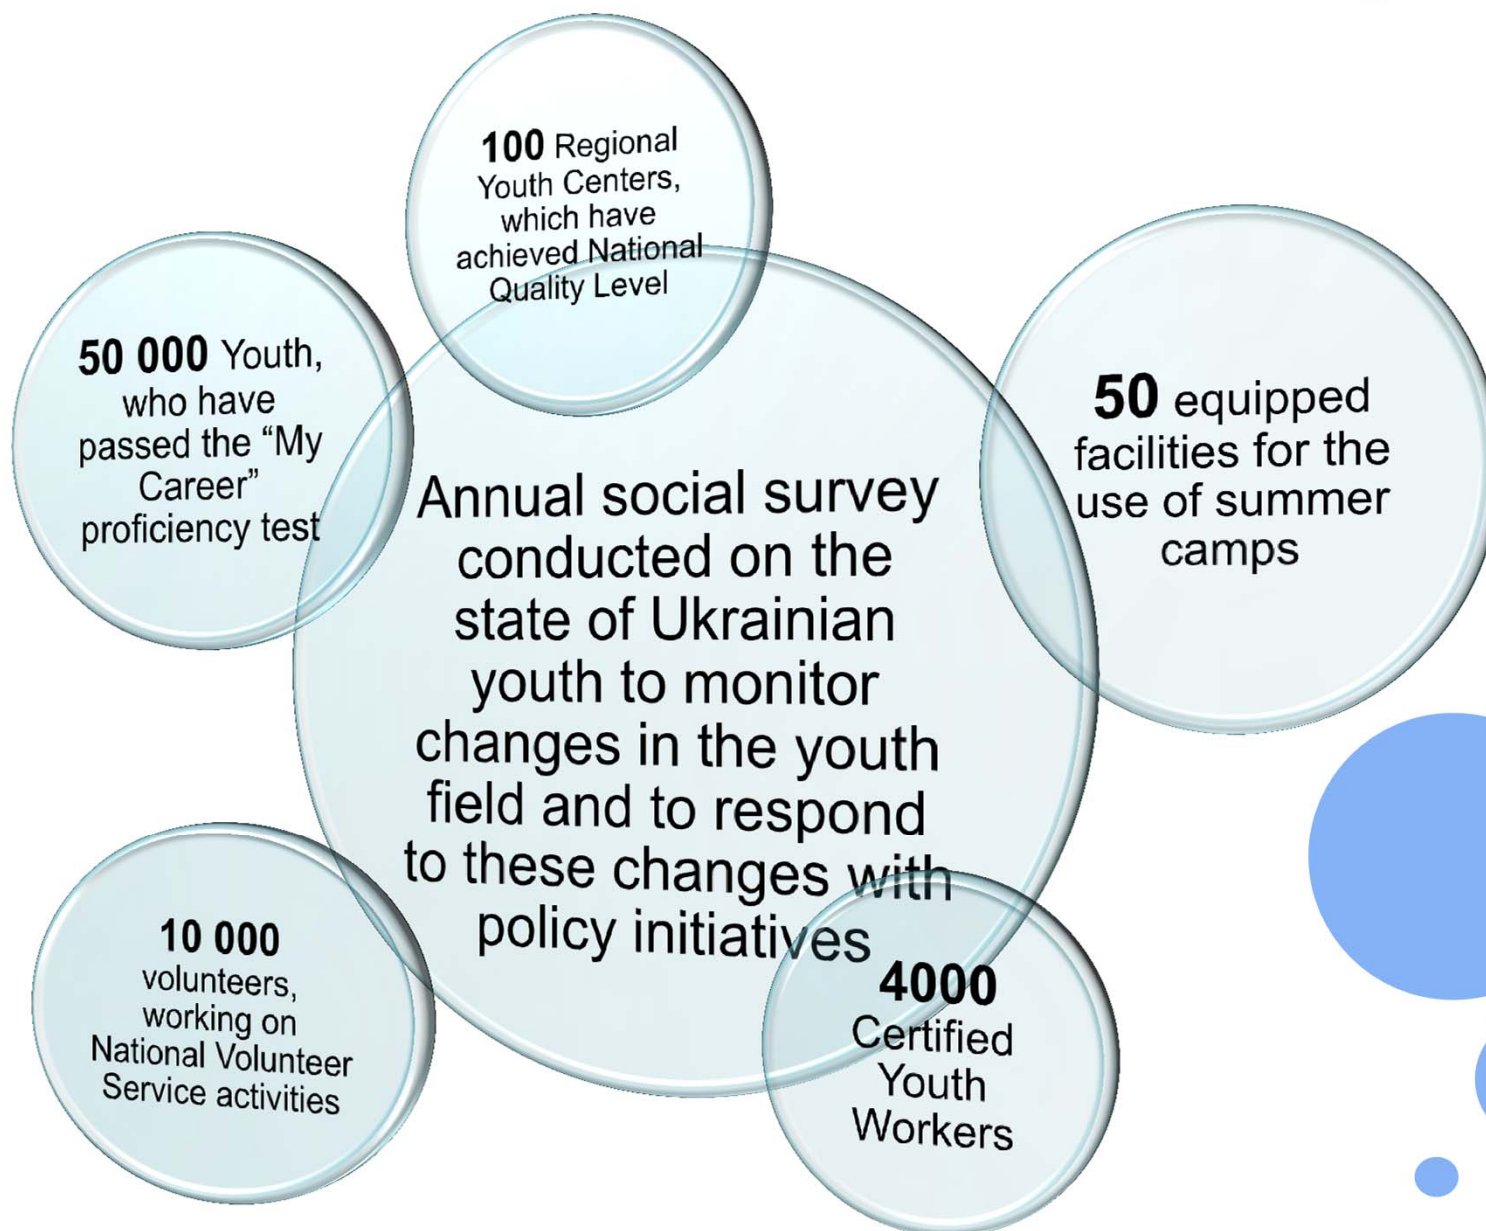 100 Regional
Youth Centers,
which have
achieved National
Quality Level
50 000 Youth,
who have
passed the “My
Career”
proficiency test
50 equipped
facilities for the
use of summer
camps
Annual social survey
conducted on the
state of Ukrainian
youth to monitor
changes in the youth
field and to respond
to these changes with
policy initiatives
10 000
volunteers,
working on
National Volunteer
Service activities
4000
Certified
Youth
Workers